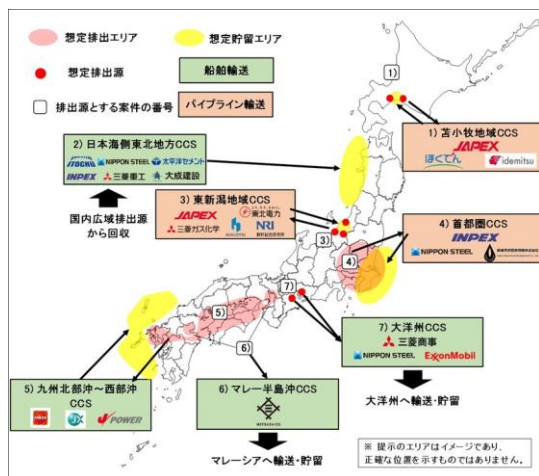 想定排出エリア
想定貯留エリア
想定排出源
船舶輸送
排出源とする案件の番号
パイプライン輸送
1)
1) 苫小牧地域CCS
JAPEX
ほくでん
idemitsu
2) 日本海側東北地方CCS
ITOCHU
NIPPON STEEL
太平洋セメント
INPEX
三菱重工
大成建設
国内広域排出源
から回収
3) 東新潟地域CCS
JAPEX
東北電力
三菱ガス化学
NRI
3)
4)
4) 首都圏CCS
INPEX
NIPPON STEEL
7)
5)
6)
7) 大洋州CCS
三菱商事
NIPPON STEEL
ExxonMobil
大洋州へ輸送・貯留
5) 九州北部沖~西部沖
CCS
POWER
6) マレー半島沖CCS
マレーシアへ輸送・貯留
※ 提示のエリアはイメージであり、
正確な位置を示すものではありません。